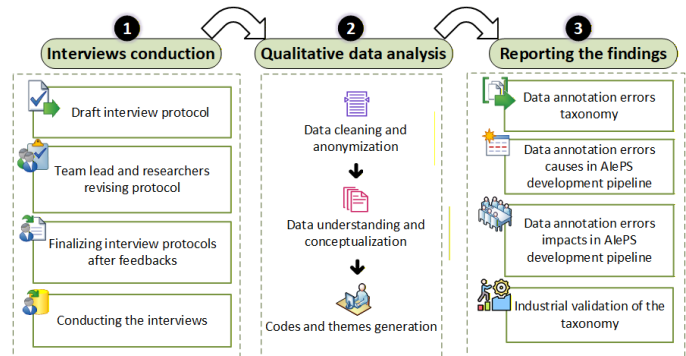 1
Interviews conduction
Draft interview protocol
Team lead and researchers
revising protocol
Finalizing interview protocols
after feedbacks
Conducting the interviews
2
Qualitative data analysis
Data cleaning and
anonymization
Data understanding and
conceptualization
Codes and themes generation
3
Reporting the findings
Data annotation errors
taxonomy
Data annotation errors
causes in AIePS
development pipeline
Data annotation errors
impacts in AIePS
development pipeline
Industrial validation of the
taxonomy